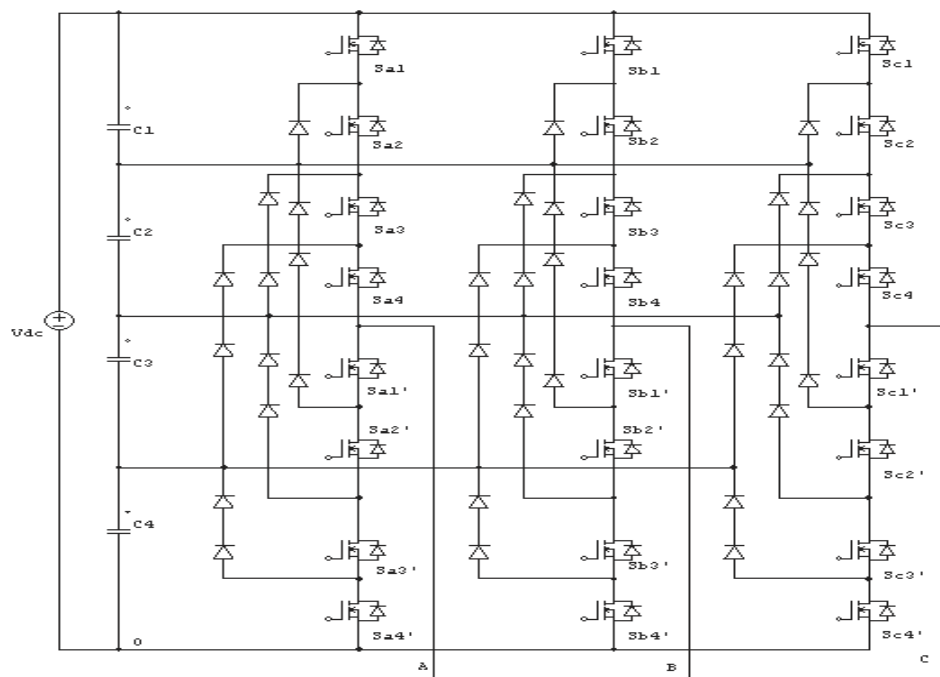 Sa1
Sb1
Sc1
C1
Sa2
Sb2
Sc2
C2
Sa3
Sb3
Sc3
Sa4
Sb4
Sc4
Vdc
C3
Sa1'
Sb1'
Sc1'
Sa2'
Sb2'
Sc2'
C4
Sa3'
Sb3'
Sc3'
Sa4'
Sb4'
Sc4'
0
A
B
C